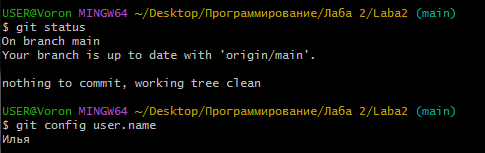 USER@Voron MINGW64 ~/Desktop/Программирование/Лаба 2/Laba2 (main)
$ git status
On branch main
Your branch is up to date with 'origin/main'.
nothing to commit, working tree clean
USER@Voron MINGW64 ~/Desktop/Программирование/Лаба 2/Laba2 (main)
$ git config user.name
Илья